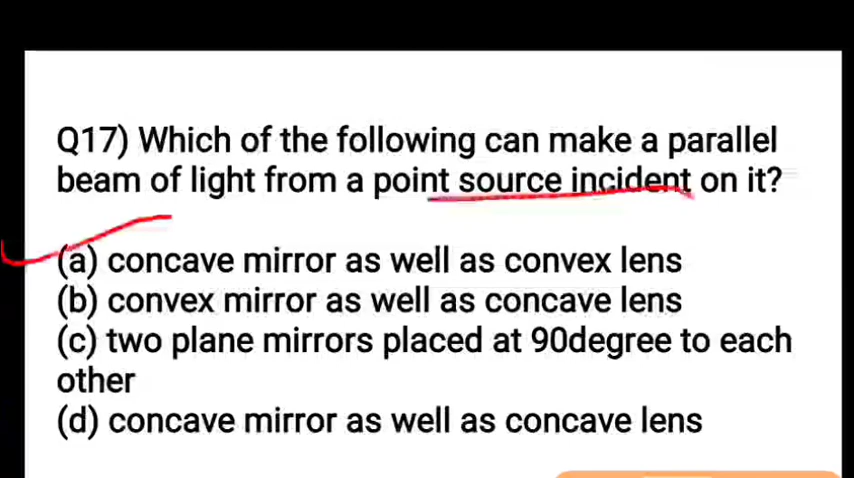 Q17) Which of the following can make a parallel
beam of light from a point source incident on it?
(a) concave mirror as well as convex lens
(b) convex mirror as well as concave lens
(c) two plane mirrors placed at 90degree to each
other
(d) concave mirror as well as concave lens